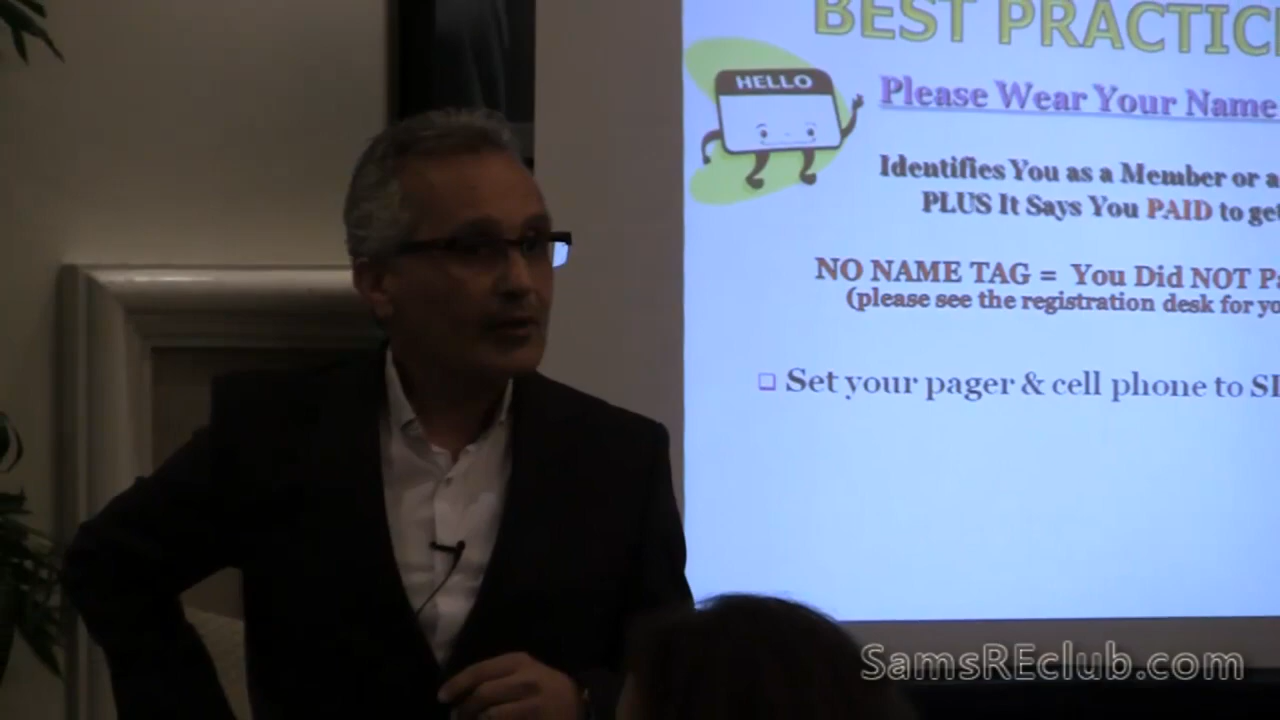 BEST PRACTIC
HELLO
Please Wear Your Name
Identifies You as a Member or a
PLUS It Says You PAID to get
NO NAME TAG = You Did NOT Pa
(please see the registration desk for yo
❑ Set your pager & cell phone to SI
SamsREclub.com